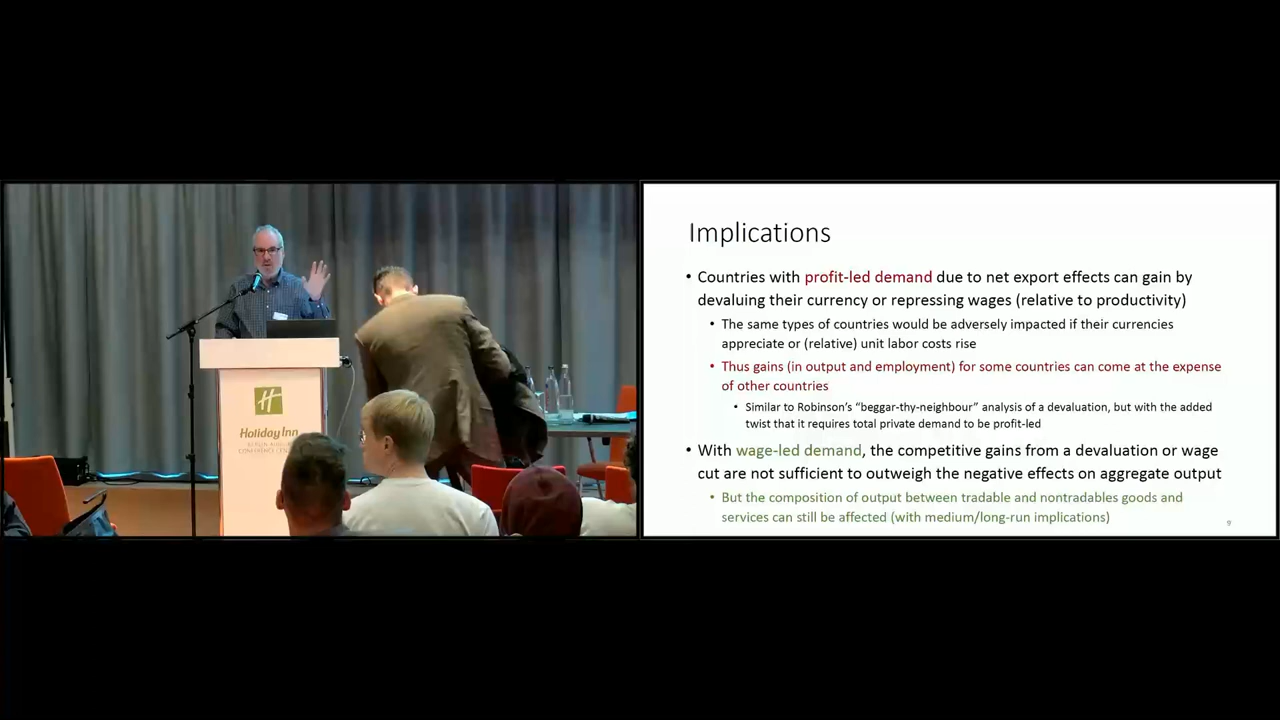 Holiday Inn
Implications
• Countries with profit-led demand due to net export effects can gain by
devaluing their currency or repressing wages (relative to productivity)
• The same types of countries would be adversely impacted if their currencies
appreciate or (relative) unit labor costs rise
• Thus gains (in output and employment) for some countries can come at the expense
of other countries
• Similar to Robinson's “beggar-thy-neighbour” analysis of a devaluation, but with the added
twist that it requires total private demand to be profit-led
• With wage-led demand, the competitive gains from a devaluation or wage
cut are not sufficient to outweigh the negative effects on aggregate output
• But the composition of output between tradable and nontradables goods and
services can still be affected (with medium/long-run implications)
9